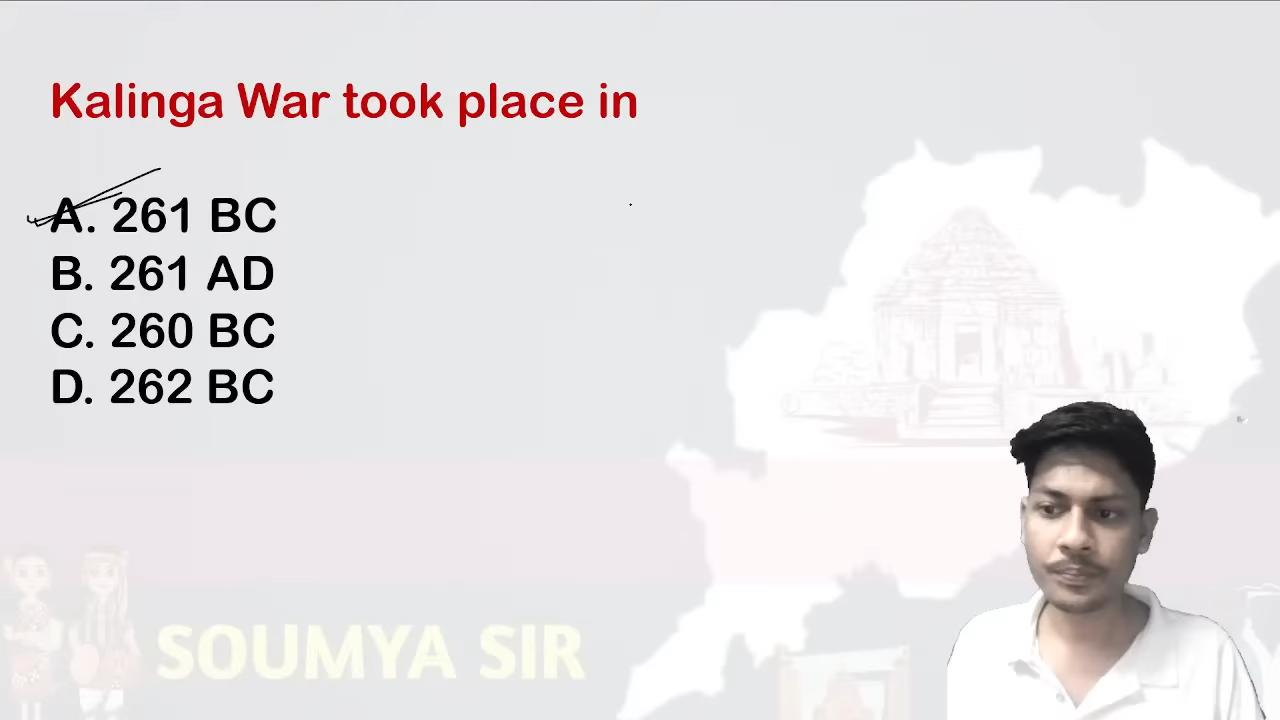 Kalinga War took place in
A. 261 BC
B. 261 AD
C. 260 BC
D. 262 BC
SOUMYA SIR